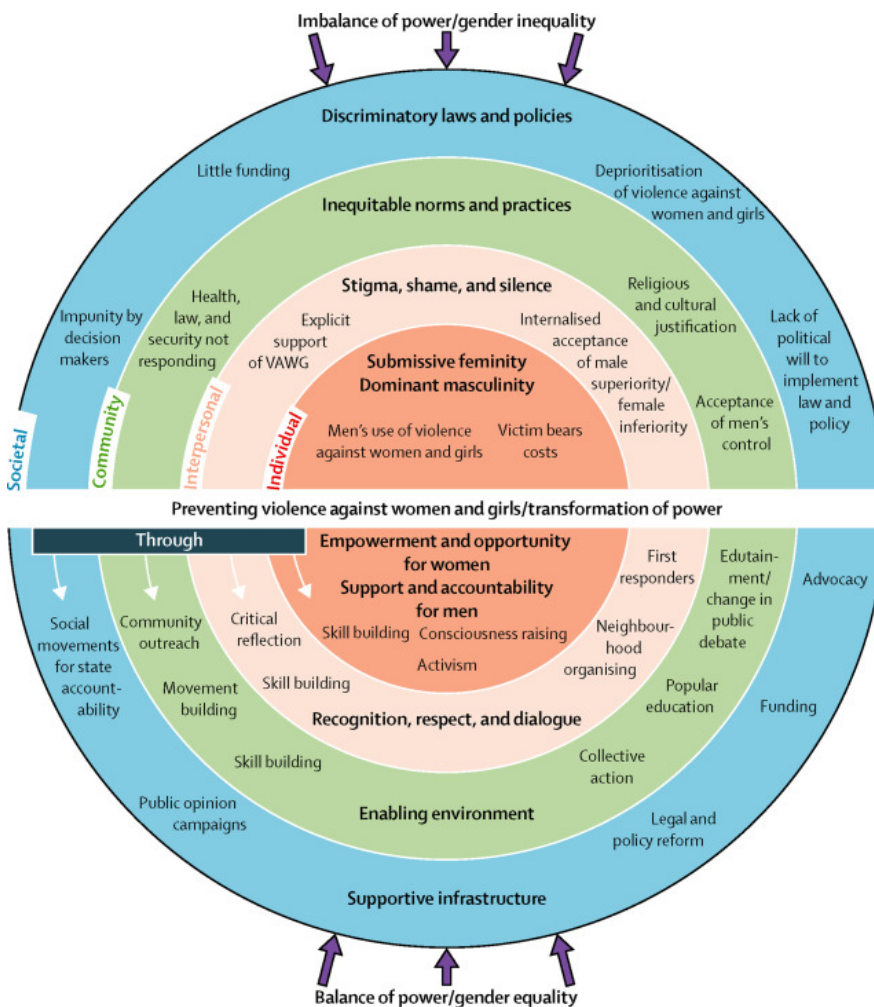 Imbalance of power/gender inequality
Discriminatory laws and policies
Little funding
Deprioritisation
of violence against
women and girls
Inequitable norms and practices
Impunity by
decision
makers
Health,
law, and
security not
responding
Stigma, shame, and silence
Religious
and cultural
justification
Lack of
political
will to
implement
law and
policy
Explicit
support
of VAWG
Internalised
acceptance
of male
superiority/
female
inferiority
Acceptance
of men's
control
Submissive feminity
Dominant masculinity
Men's use of violence
against women and girls
Victim bears
costs
Societal
Community
Interpersonal
Individual
Preventing violence against women and girls/transformation of power
Through
Empowerment and opportunity
for women
Support and accountability
for men
Skill building
Consciousness raising
Activism
First
responders
Edutain-
ment/
change in
public
debate
Advocacy
Social
movements
for state
account-
ability
Community
outreach
Critical
reflection
Neighbour-
hood
organising
Movement
building
Skill building
Popular
education
Funding
Recognition, respect, and dialogue
Skill building
Collective
action
Public opinion
campaigns
Enabling environment
Legal and
policy reform
Supportive infrastructure
Balance of power/gender equality